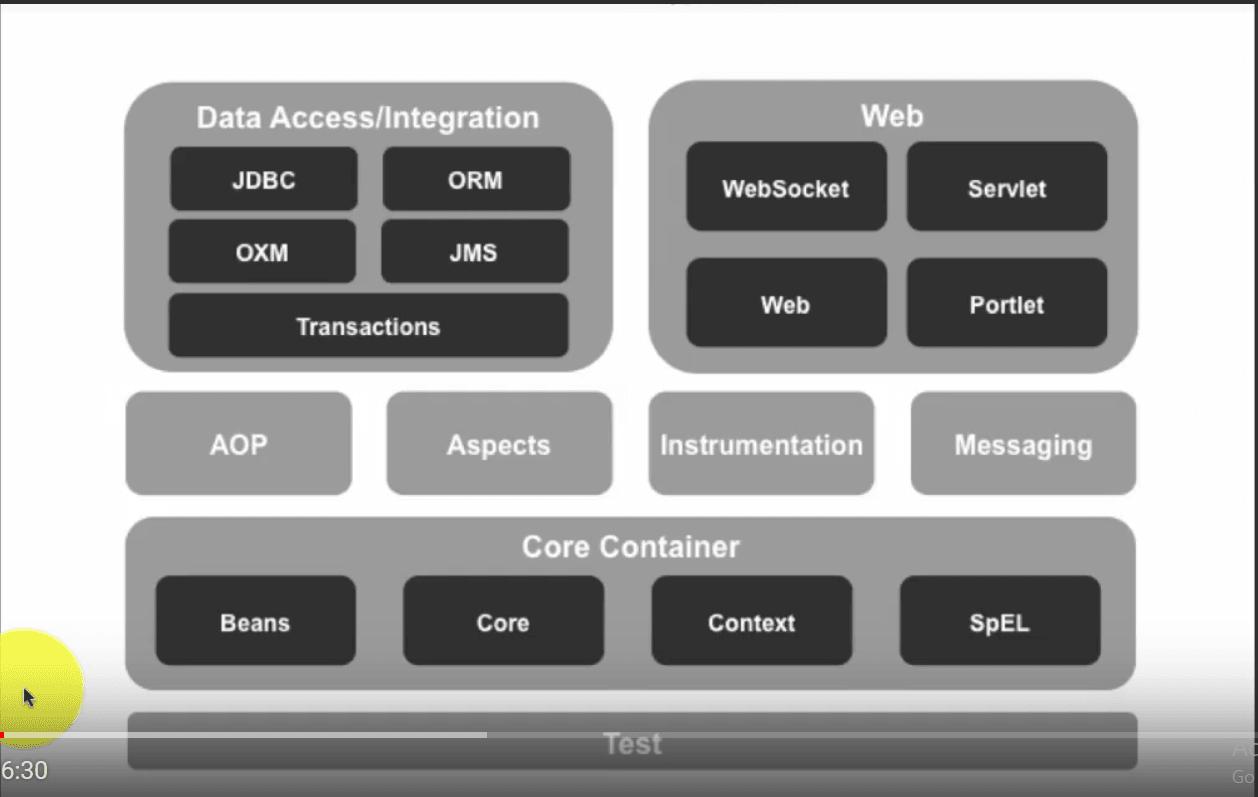 Data Access/Integration
JDBC
ORM
OXM
JMS
Transactions
Web
WebSocket
Servlet
Web
Portlet
AOP
Aspects
Instrumentation
Messaging
Core Container
Beans
Core
Context
SpEL
Test
6:30
Go